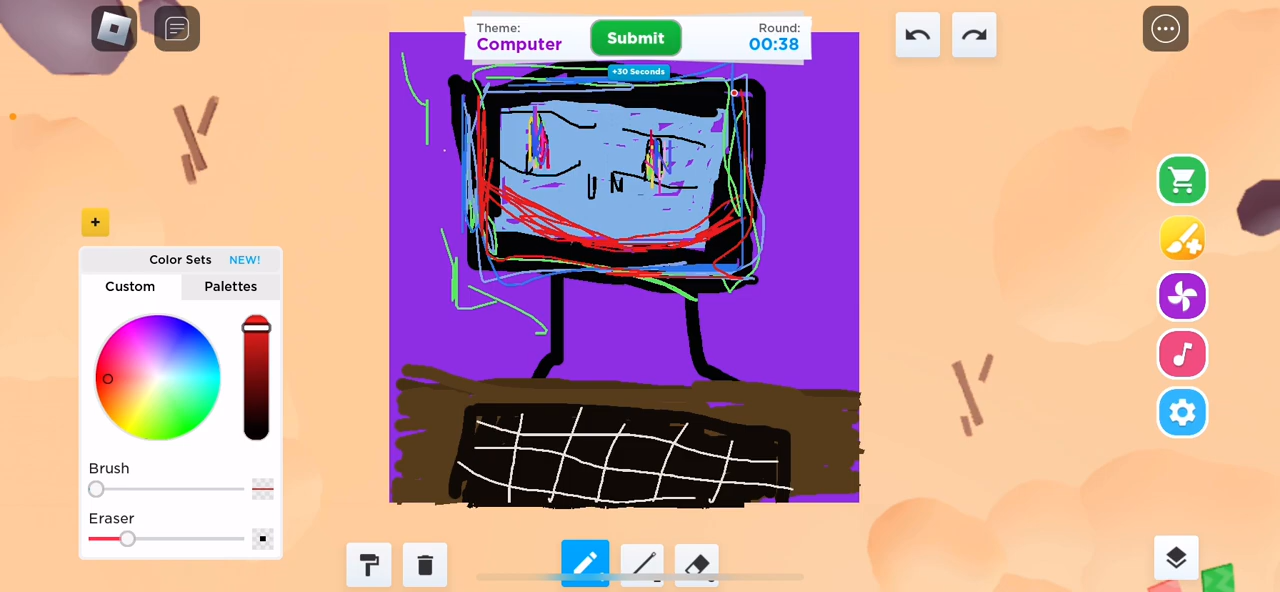 Theme:
Computer
Submit
Round:
00:38
+30 Seconds
+
Color Sets NEW!
Custom
Palettes
Brush
Eraser